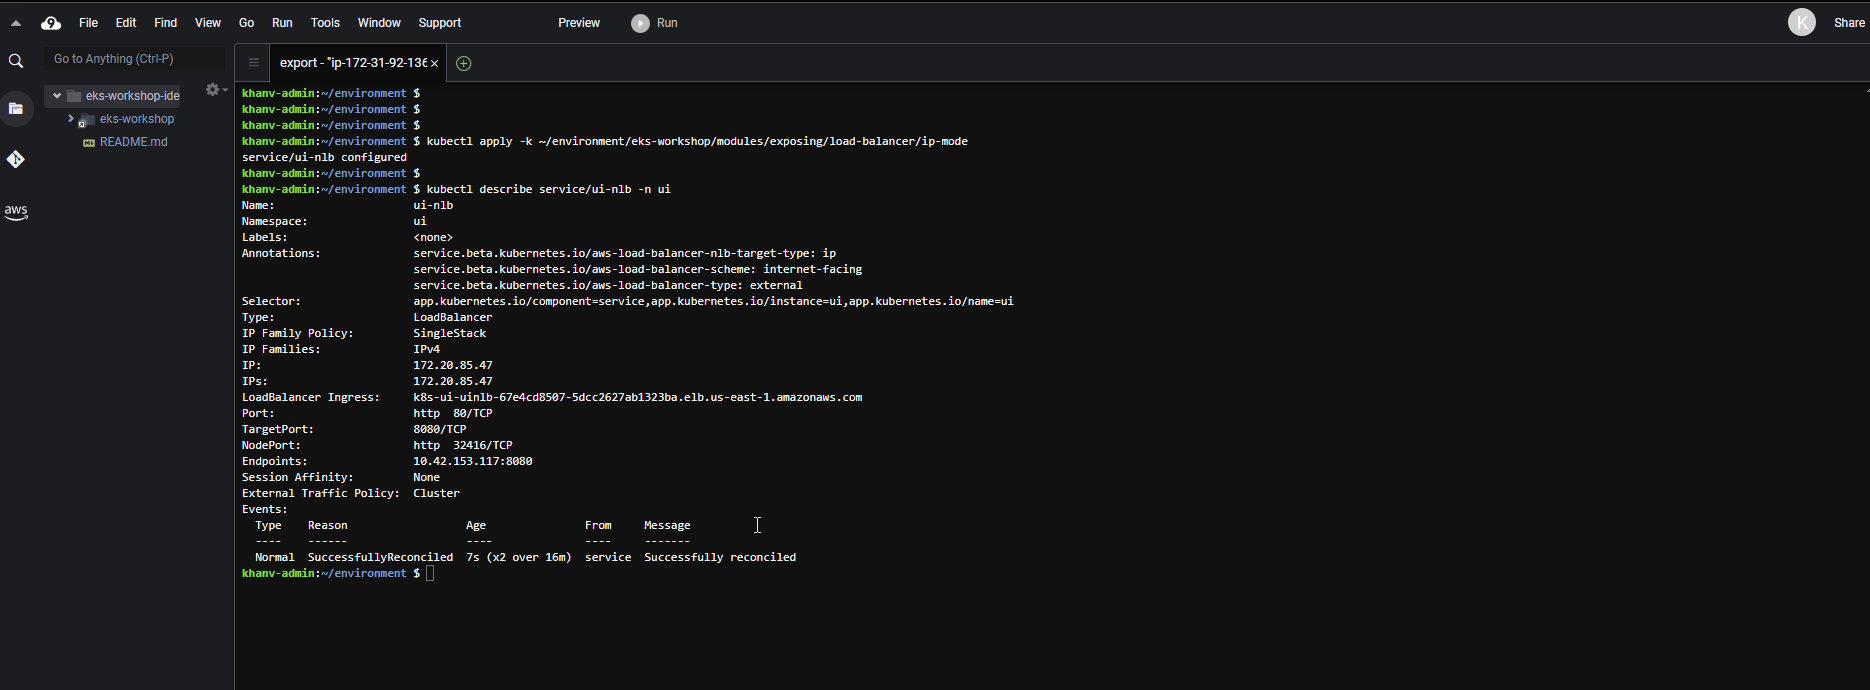 File Edit Find View Go Run Tools Window Support Preview Run K Share
Go to Anything (Ctrl-P)
export - "ip-172-31-92-136 ×
eks-workshop-ide
eks-workshop
README.md
aws
khanv-admin:~/environment $
khanv-admin:~/environment $
khanv-admin:~/environment $
khanv-admin:~/environment $ kubectl apply -k ~/environment/eks-workshop/modules/exposing/load-balancer/ip-mode
service/ui-nlb configured
khanv-admin:~/environment $
khanv-admin:~/environment $ kubectl describe service/ui-nlb -n ui
Name: ui-nlb
Namespace: ui
Labels: <none>
Annotations: service.beta.kubernetes.io/aws-load-balancer-nlb-target-type: ip
service.beta.kubernetes.io/aws-load-balancer-scheme: internet-facing
service.beta.kubernetes.io/aws-load-balancer-type: external
Selector: app.kubernetes.io/component=service,app.kubernetes.io/instance=ui,app.kubernetes.io/name=ui
Type: LoadBalancer
IP Family Policy: SingleStack
IP Families: IPv4
IP: 172.20.85.47
IPs: 172.20.85.47
LoadBalancer Ingress: k8s-ui-uinlb-67e4cd8507-5dcc2627ab1323ba.elb.us-east-1.amazonaws.com
Port: http 80/TCP
TargetPort: 8080/TCP
NodePort: http 32416/TCP
Endpoints: 10.42.153.117:8080
Session Affinity: None
External Traffic Policy: Cluster
Events:
Type Reason Age From Message
---- ------ ---- ---- -------
Normal SuccessfullyReconciled 7s (x2 over 16m) service Successfully reconciled
khanv-admin:~/environment $